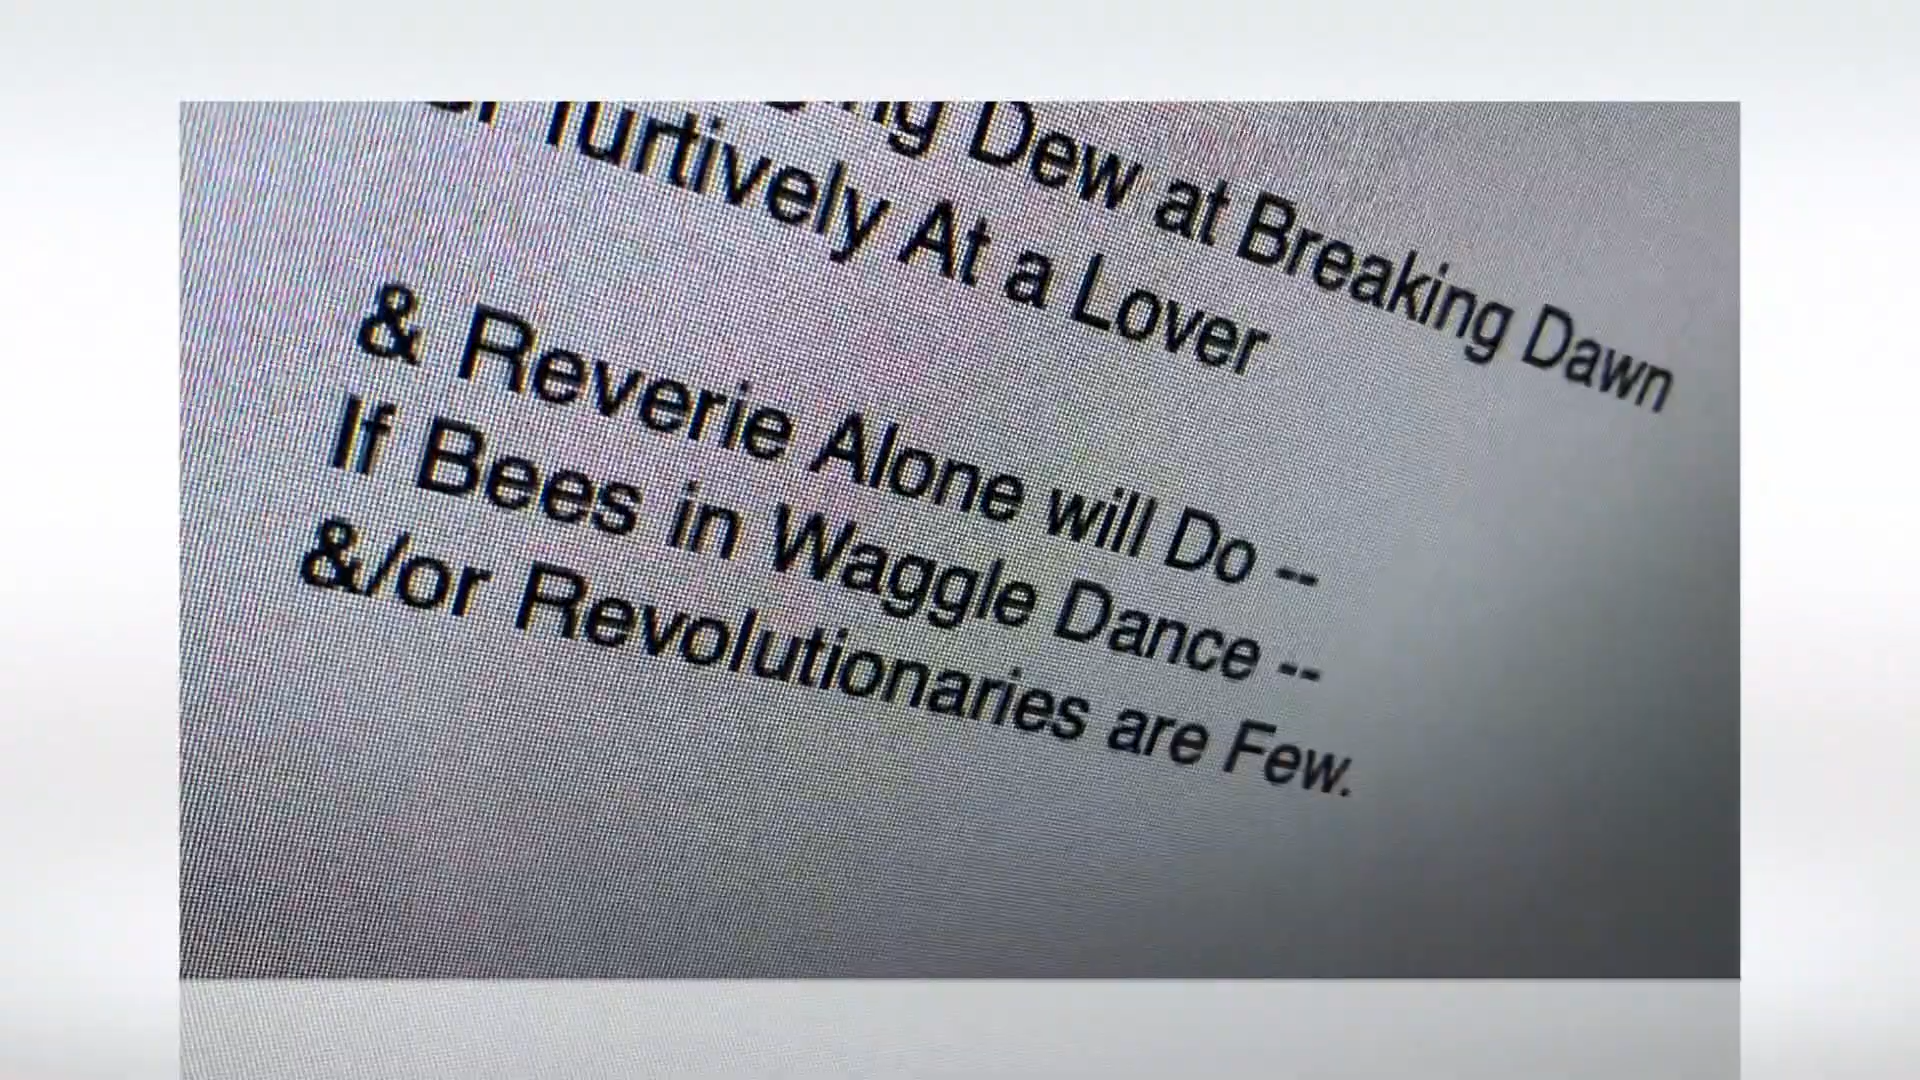 Dew at Breaking Dawn
furtively At a Lover
& Reverie Alone will Do --
If Bees in Waggle Dance --
&/or Revolutionaries are Few.